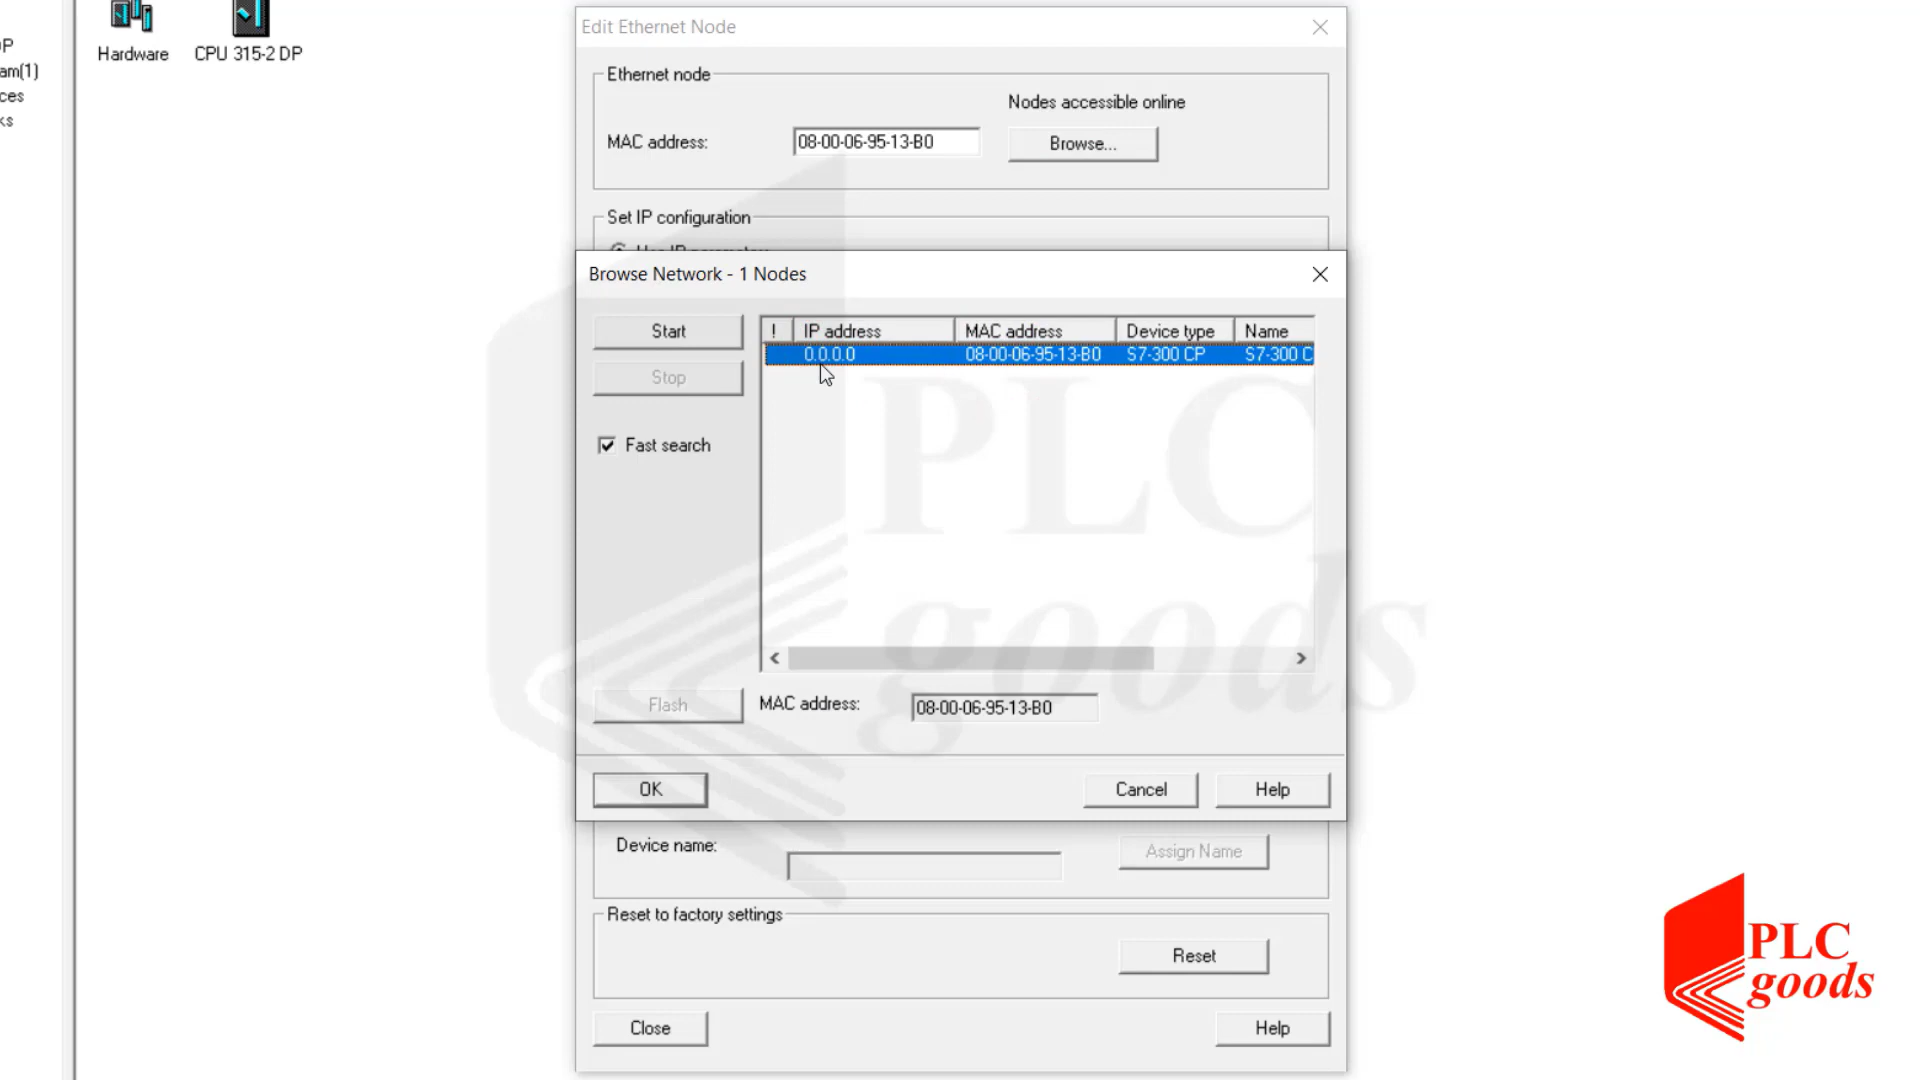 Hardware
CPU 315-2 DP
am(1)
ces
Edit Ethernet Node
Ethernet node
Nodes accessible online
MAC address:
08-00-06-95-13-B0
Browse...
Set IP configuration
Browse Network - 1 Nodes
Start
! IP address MAC address Device type Name
0.0.0.0 08-00-06-95-13-B0 S7-300 CP S7-300 C
Stop
Fast search
Flash
MAC address:
08-00-06-95-13-B0
OK
Cancel
Help
Device name:
Assign Name
Reset to factory settings
Reset
Close
Help
PLC
goods
PLC
goods